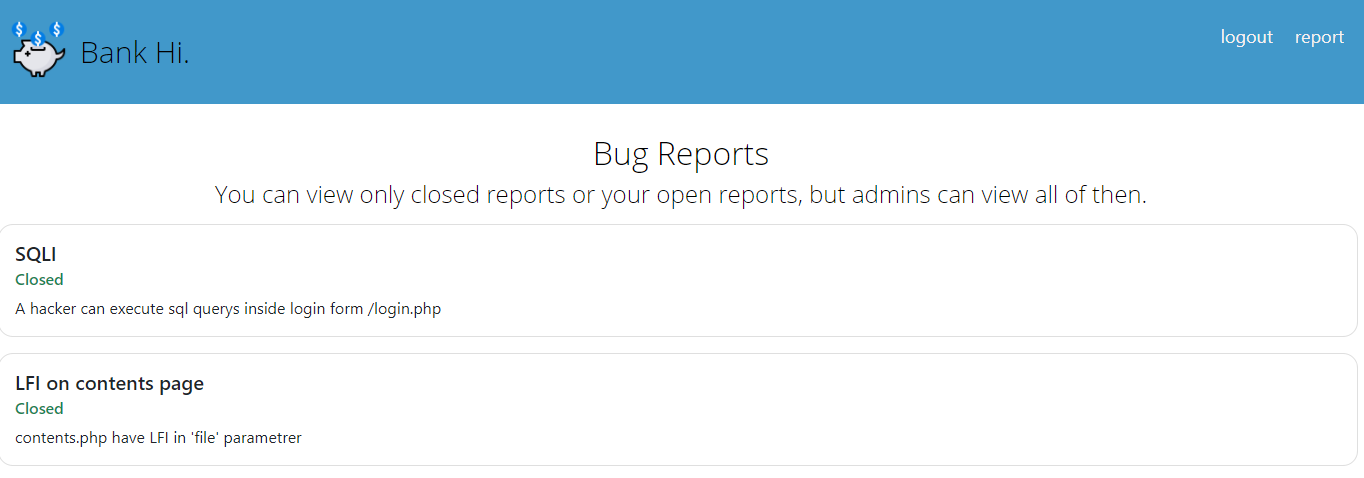 Bank Hi.
logout report
Bug Reports
You can view only closed reports or your open reports, but admins can view all of then.
SQLI
Closed
A hacker can execute sql querys inside login form /login.php
LFI on contents page
Closed
contents.php have LFI in 'file' parametrer